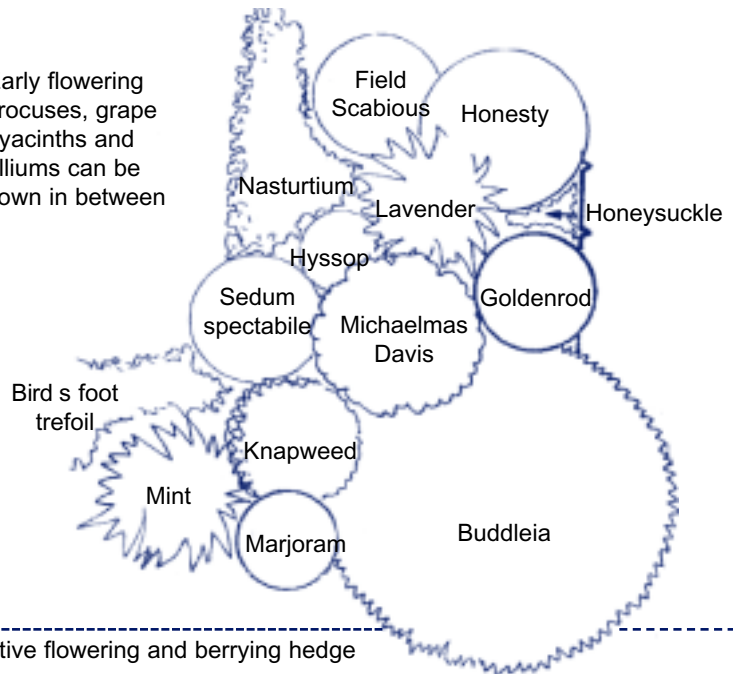 arly flowering
rocuses, grape
yacinths and
lliums can be
own in between
Field
Scabious
Honesty
Nasturtium
Lavender
Honeysuckle
Hyssop
Goldenrod
Sedum
spectabile
Michaelmas
Davis
Bird s foot
trefoil
Knapweed
Mint
Marjoram
Buddleia
tive flowering and berrying hedge